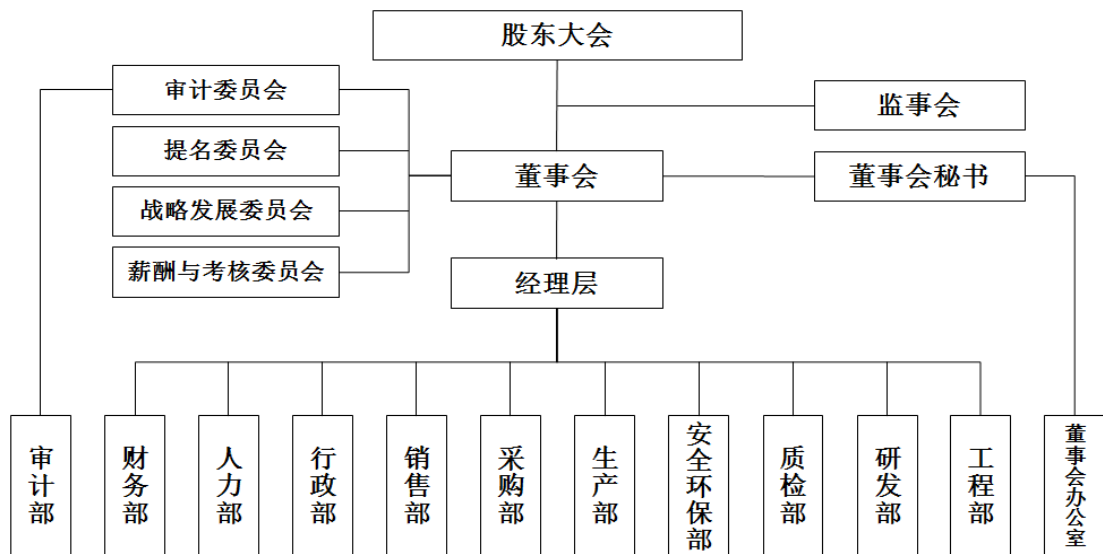 股东大会
审计委员会
监事会
提名委员会
董事会
董事会秘书
战略发展委员会
薪酬与考核委员会
经理层
审计部
财务部
人力部
行政部
销售部
采购部
生产部
安全环保部
质检部
研发部
工程部
董事会办公室